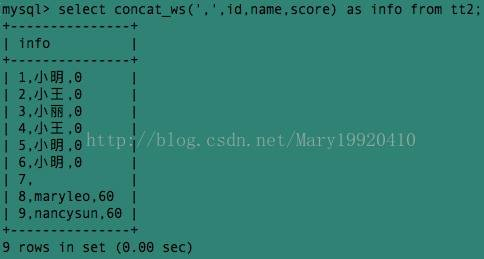 mysql> select concat_ws(',',id,name,score) as info from tt2;
+---------------+
| info          |
+---------------+
| 1,小明,0      |
| 2,小王,0      |
| 3,小丽,0      |
| 4,小王,0      |
| 5,小明,0      |
| 6,小明,0      |
| 7,            |
| 8,maryleo,60  |
| 9,nancysun,60 |
+---------------+
9 rows in set (0.00 sec)
http://blog.csdn.net/Mary19920410